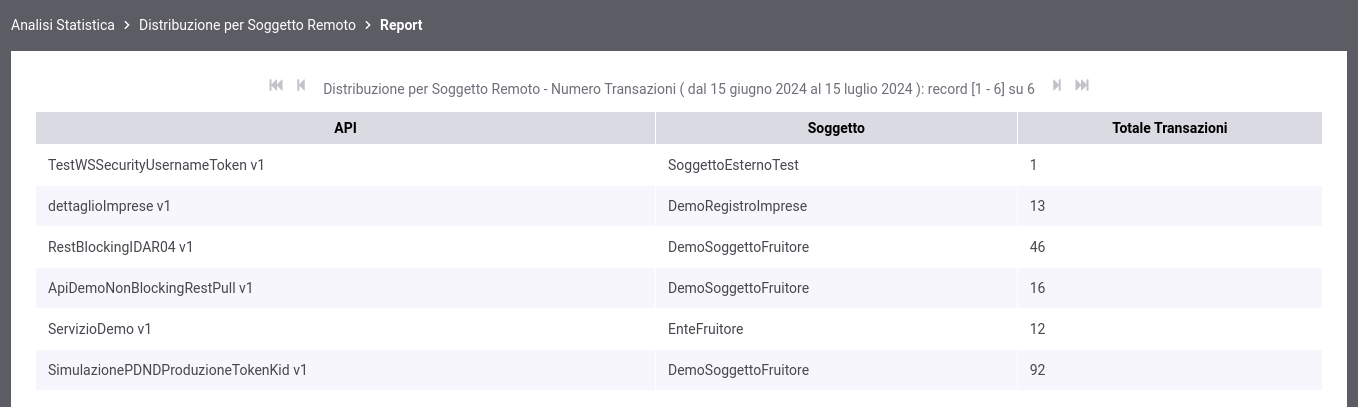 Analisi Statistica > Distribuzione per Soggetto Remoto > Report
Distribuzione per Soggetto Remoto - Numero Transazioni ( dal 15 giugno 2024 al 15 luglio 2024 ): record [1 - 6] su 6
API Soggetto Totale Transazioni
TestWSSecurityUsernameToken v1 SoggettoEsternoTest 1
dettaglioImprese v1 DemoRegistroImprese 13
RestBlockingIDAR04 v1 DemoSoggettoFruitore 46
ApiDemoNonBlockingRestPull v1 DemoSoggettoFruitore 16
ServizioDemo v1 EnteFruitore 12
SimulazionePDNDProduzioneTokenKid v1 DemoSoggettoFruitore 92